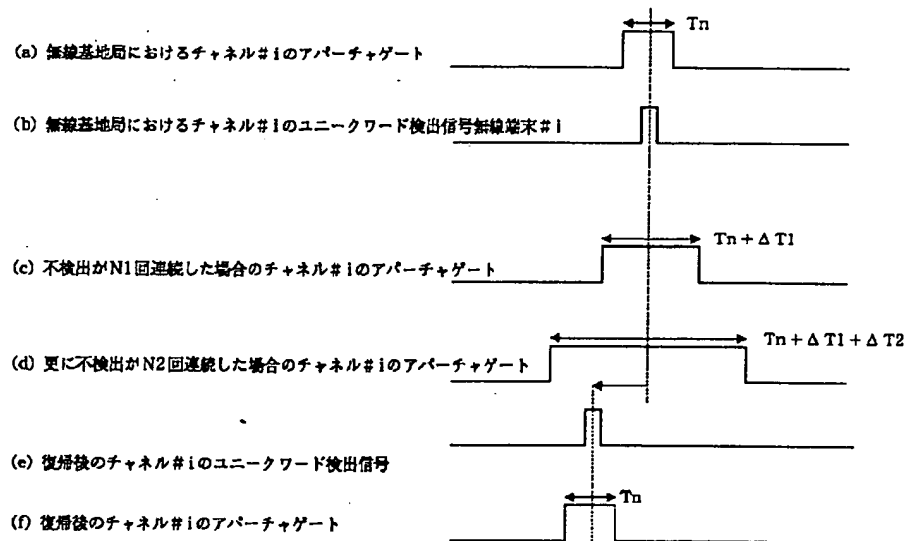 Tn
(a) 無線基地局におけるチャネル#iのアパーチャゲート
(b) 無線基地局におけるチャネル#iのユニークワード検出信号無線端末#i
Tn+ΔT1
(c) 不検出がN1回連続した場合のチャネル#iのアパーチャゲート
Tn+ΔT1+ΔT2
(d) 更に不検出がN2回連続した場合のチャネル#iのアパーチャゲート
(e) 復帰後のチャネル#iのユニークワード検出信号
Tn
(f) 復帰後のチャネル#iのアパーチャゲート